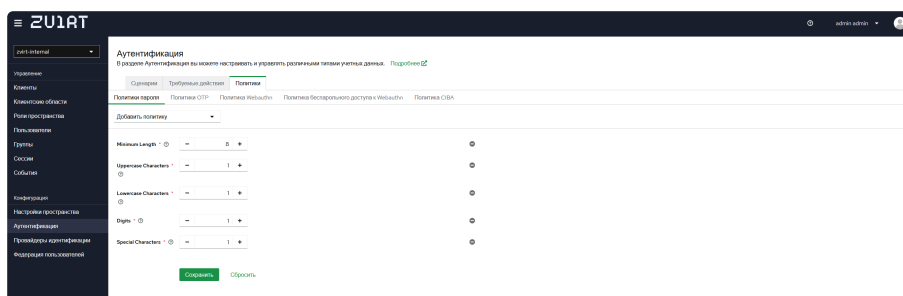 ZVIRT
admin admin
zvirt-internal
Управление
Клиенты
Клиентские области
Роли пространства
Пользователи
Группы
Сессии
События
Конфигурация
Настройки пространства
Аутентификация
Провайдеры идентификации
Федерация пользователей
Аутентификация
В разделе Аутентификация вы можете настраивать и управлять различными типами учетных данных. Подробнее
Сценарии Требуемые действия Политики
Политики пароля Политики OTP Политика Webauthn Политика беспарольного доступа к Webauthn Политика CIBA
Добавить политику
Minimum Length * 8
Uppercase Characters * 1
Lowercase Characters * 1
Digits * 1
Special Characters * 1
Сохранить Сбросить